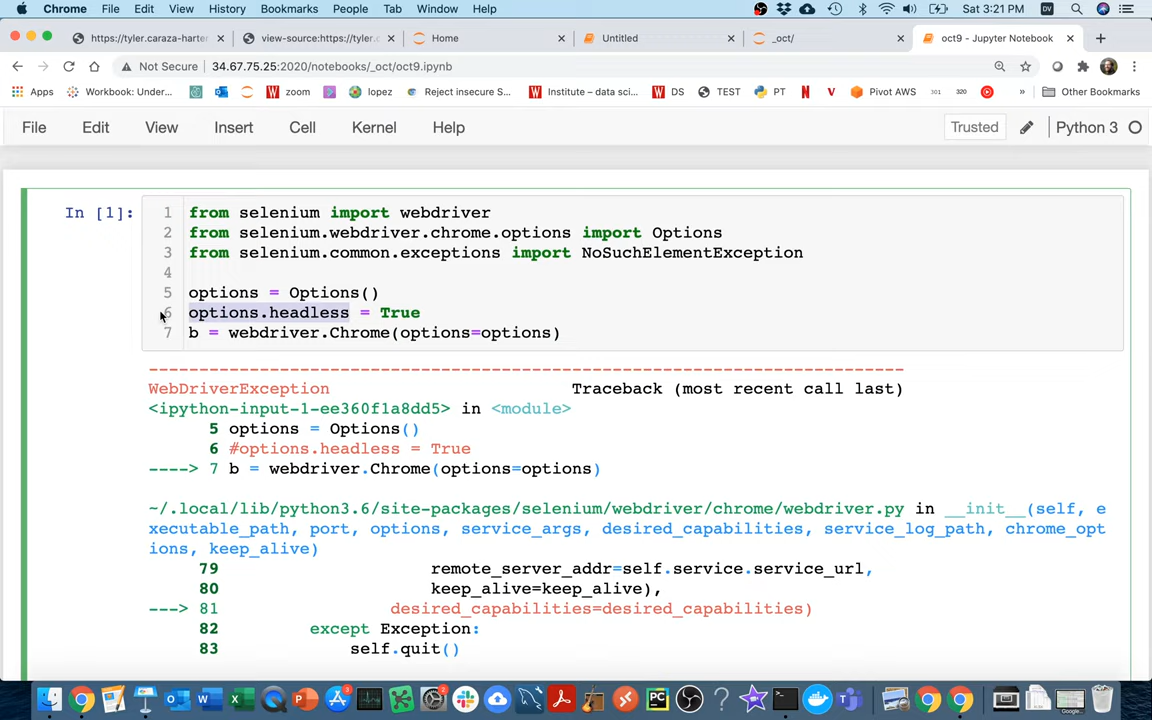 Chrome File Edit View History Bookmarks People Tab Window Help Sat 3:21 PM DV
https://tyler.caraza-harter view-source:https://tyler.c Home Untitled _oct/ oct9 - Jupyter Notebook
Not Secure 34.67.75.25:2020/notebooks/_oct/oct9.ipynb
Apps Workbook: Under... zoom lopez Reject insecure S... Institute – data sci... DS TEST PT Pivot AWS 301 320 » Other Bookmarks
File Edit View Insert Cell Kernel Help Trusted Python 3
In [1]: 1 from selenium import webdriver
2 from selenium.webdriver.chrome.options import Options
3 from selenium.common.exceptions import NoSuchElementException
4
5 options = Options()
6 options.headless = True
7 b = webdriver.Chrome(options=options)
---------------------------------------------------------------------------
WebDriverException Traceback (most recent call last)
<ipython-input-1-ee360f1a8dd5> in <module>
5 options = Options()
6 #options.headless = True
----> 7 b = webdriver.Chrome(options=options)
~/.local/lib/python3.6/site-packages/selenium/webdriver/chrome/webdriver.py in __init__(self, e
xecutable_path, port, options, service_args, desired_capabilities, service_log_path, chrome_opt
ions, keep_alive)
79 remote_server_addr=self.service.service_url,
80 keep_alive=keep_alive),
---> 81 desired_capabilities=desired_capabilities)
82 except Exception:
83 self.quit()